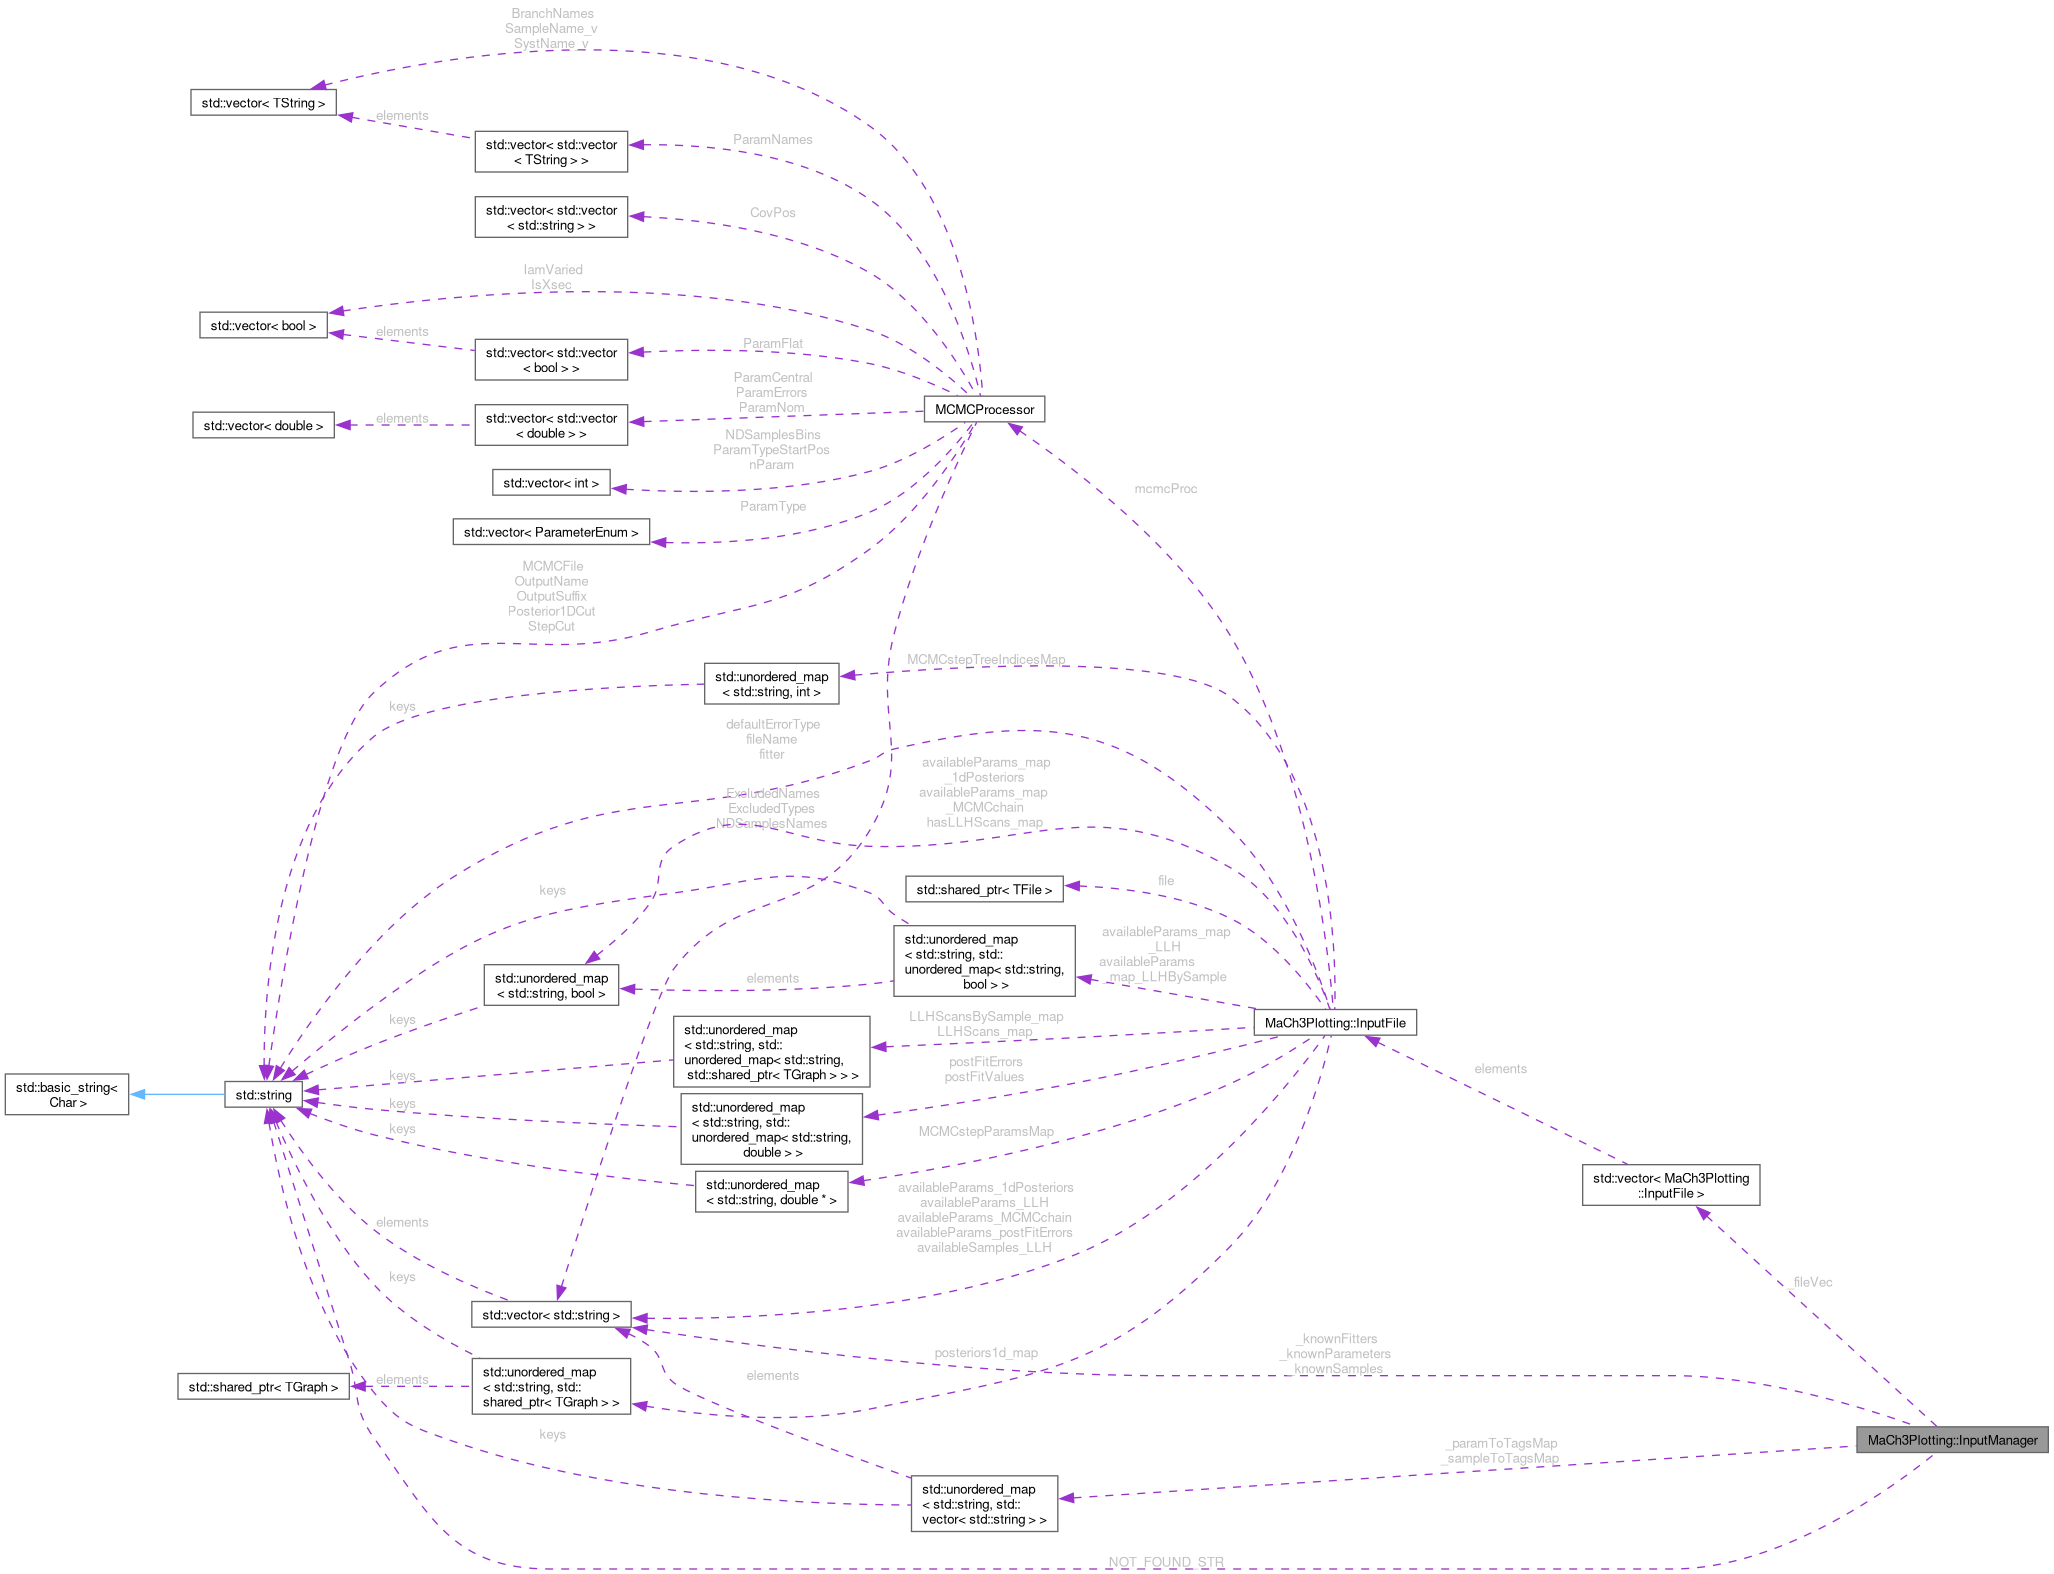 BranchNames
SampleName_v
SystName_v
std::vector< TString >
elements
std::vector< std::vector
< TString > >
ParamNames
std::vector< std::vector
< std::string > >
CovPos
IamVaried
IsXsec
std::vector< bool >
elements
std::vector< std::vector
< bool > >
ParamFlat
ParamCentral
ParamErrors
ParamNom
MCMCProcessor
std::vector< double >
elements
std::vector< std::vector
< double > >
NDSamplesBins
ParamTypeStartPos
nParam
std::vector< int >
mcmcProc
ParamType
std::vector< ParameterEnum >
MCMCFile
OutputName
OutputSuffix
Posterior1DCut
StepCut
MCMCstepTreeIndicesMap
std::unordered_map
< std::string, int >
keys
defaultErrorType
fileName
fitter
ExcludedNames
ExcludedTypes
NDSamplesNames
availableParams_map
_1dPosteriors
availableParams_map
_MCMCchain
hasLLHScans_map
keys
std::shared_ptr< TFile >
file
std::unordered_map
< std::string, std::
unordered_map< std::string,
bool > >
availableParams_map
_LLH
availableParams
_map_LLHBySample
std::unordered_map
< std::string, bool >
elements
keys
LLHScansBySample_map
LLHScans_map
MaCh3Plotting::InputFile
std::unordered_map
< std::string, std::
unordered_map< std::string,
std::shared_ptr< TGraph > > >
keys
postFitErrors
postFitValues
elements
std::basic_string<
Char >
std::string
keys
std::unordered_map
< std::string, std::
unordered_map< std::string,
double > >
keys
MCMCstepParamsMap
std::unordered_map
< std::string, double * >
std::vector< MaCh3Plotting
::InputFile >
availableParams_1dPosteriors
availableParams_LLH
availableParams_MCMCchain
availableParams_postFitErrors
availableSamples_LLH
elements
keys
_fileVec
std::vector< std::string >
posteriors1d_map
_knownFitters
_knownParameters
_knownSamples
std::shared_ptr< TGraph >
elements
std::unordered_map
< std::string, std::
shared_ptr< TGraph > >
elements
keys
MaCh3Plotting::InputManager
_paramToTagsMap
_sampleToTagsMap
std::unordered_map
< std::string, std::
vector< std::string > >
NOT_FOUND_STR